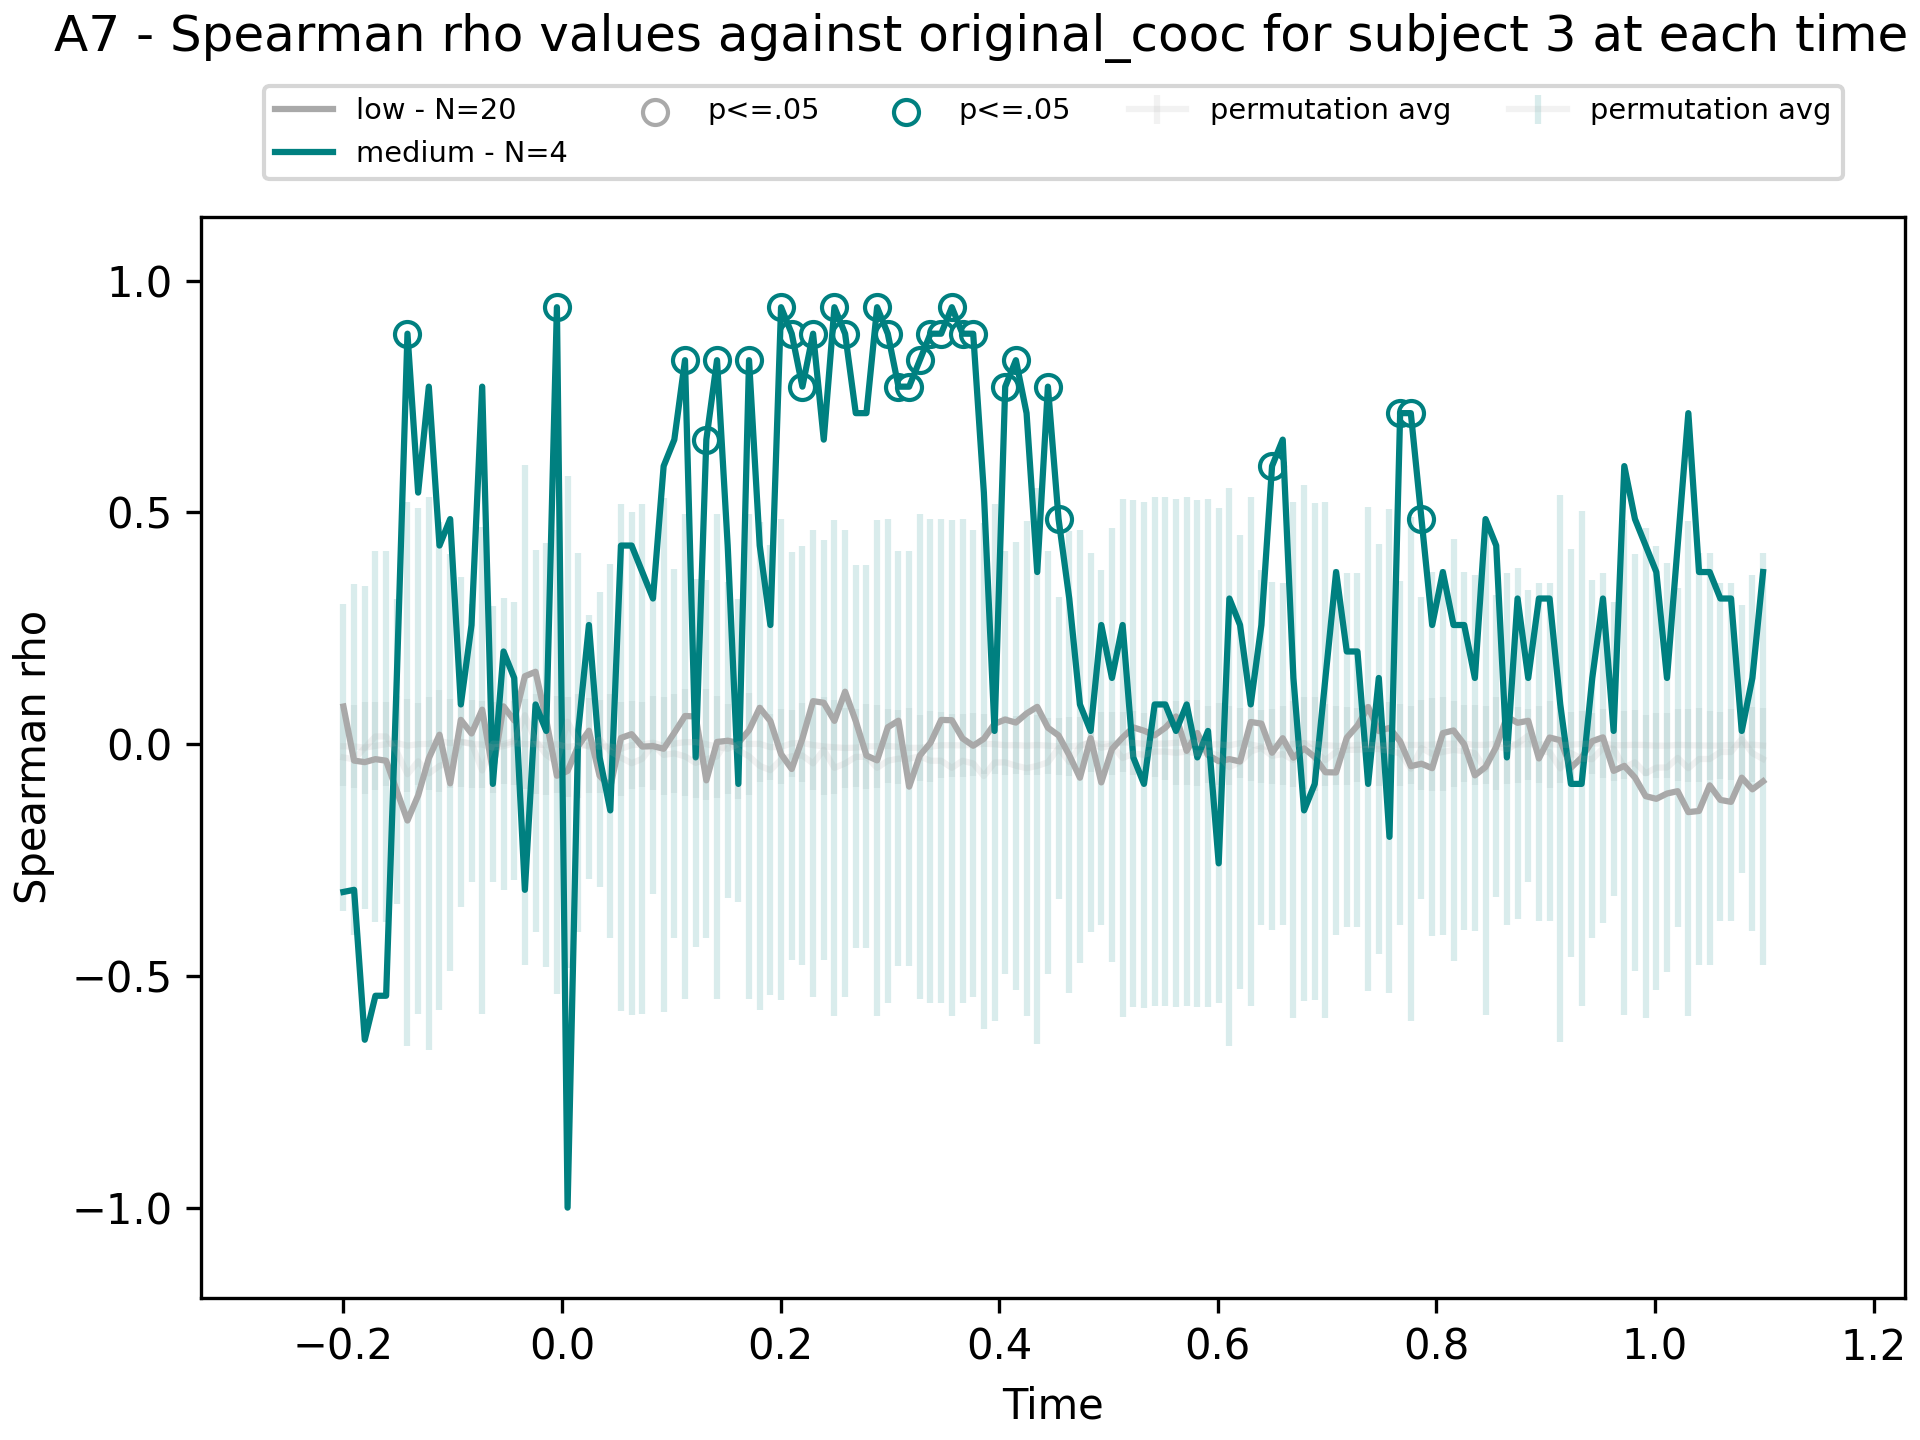 A7 - Spearman rho values against original_cooc for subject 3 at each time
low - N=20 p<=.05 p<=.05 permutation avg permutation avg
medium - N=4
1.0
0.5
0.0
−0.5
−1.0
Spearman rho
−0.2 0.0 0.2 0.4 0.6 0.8 1.0 1.2
Time